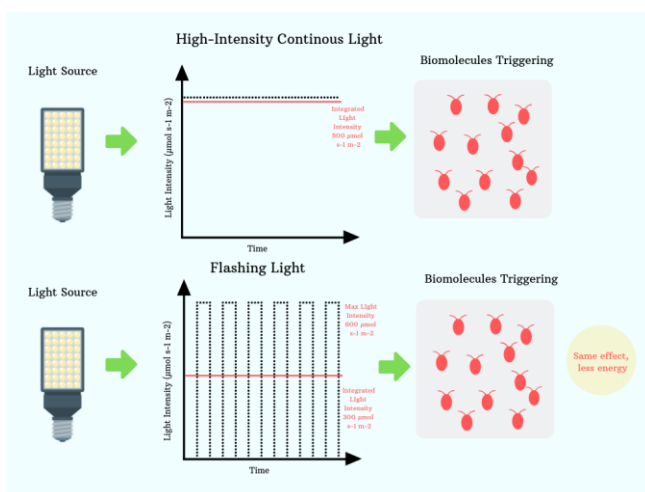 High-Intensity Continous Light
Light Source
Biomolecules Triggering
Light Intensity (μmol s-1 m-2)
Integrated
Light
Intensity
μmol
s-1 m-2
Time
Flashing Light
Light Source
Biomolecules Triggering
Light Intensity (μmol s-1 m-2)
Max Light
Intensity
600 μmol
s-1 m-2
Integrated
Light
Intensity
300 μmol
s-1 m-2
Time
Same effect,
less energy